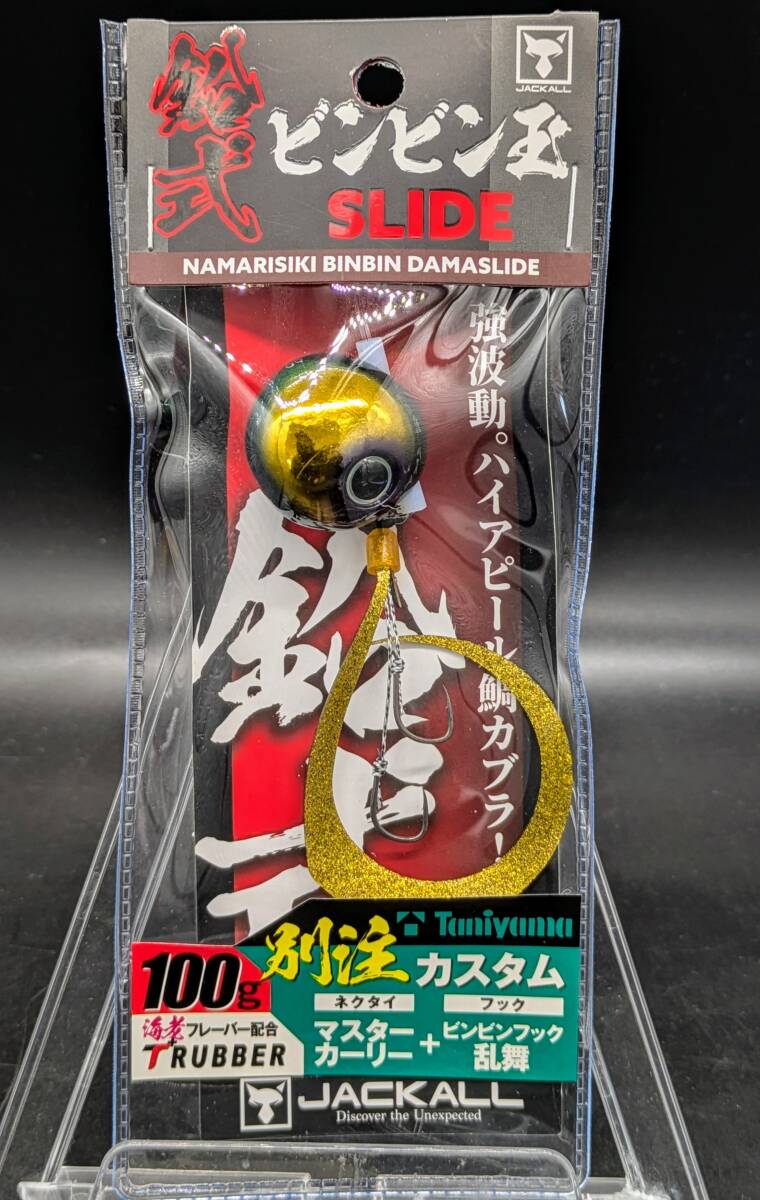 鉛式
ビンビン玉
SLIDE
JACKALL
NAMARISIKI BINBIN DAMASLIDE
強波動。ハイアピール鯛カブラ!
鉛式
Taniyama
100g
別注 カスタム
ネクタイ
フック
マスター
カーリー
+
ビンビンフック
乱舞
海老フレーバー配合
+
T RUBBER
JACKALL
Discover the Unexpected